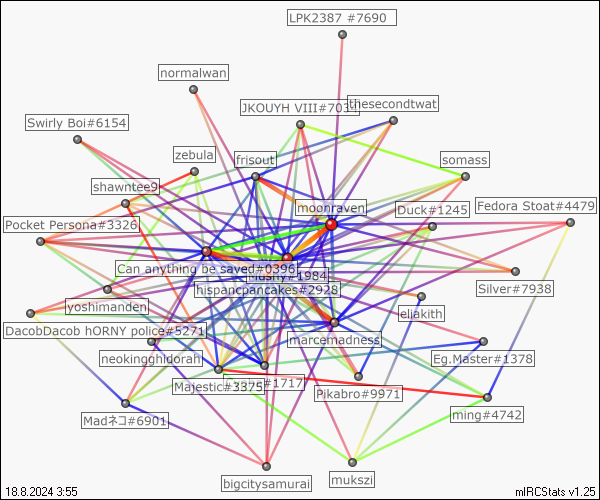 LPK2387 #7690
normalwan
JKOUYH VIII#703
thesecondtwat
Swirly Boi#6154
zebula
frisout
somass
shawntee9
moonraven
Duck#1245
Fedora Stoat#4479
Pocket Persona#3326
Can anything be saved#0396
#1984
hispancpancakes#2928
Silver#7938
yoshimanden
eliakith
DacobDacob hORNY police#5271
marcemadness
neokingghidorah
Eg.Master#1378
Majestic#3375
#1717
Pikabro#9971
Madネコ#6901
ming#4742
bigcitysamurai
mukszi
18.8.2024 3:55
mIRCStats v1.25